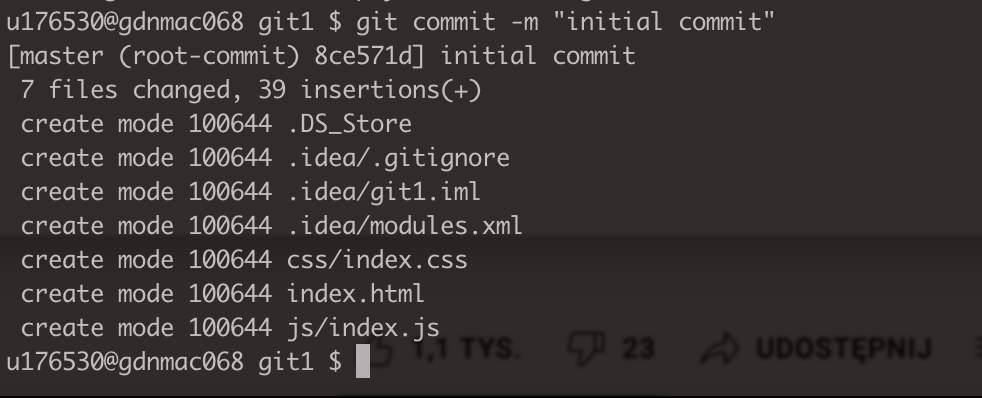 u176530@gdnmac068 git1 $ git commit -m "initial commit"
[master (root-commit) 8ce571d] initial commit
 7 files changed, 39 insertions(+)
 create mode 100644 .DS_Store
 create mode 100644 .idea/.gitignore
 create mode 100644 .idea/git1.iml
 create mode 100644 .idea/modules.xml
 create mode 100644 css/index.css
 create mode 100644 index.html
 create mode 100644 js/index.js
1,1 TYS. 23 UDOSTĘPNIJ
u176530@gdnmac068 git1 $